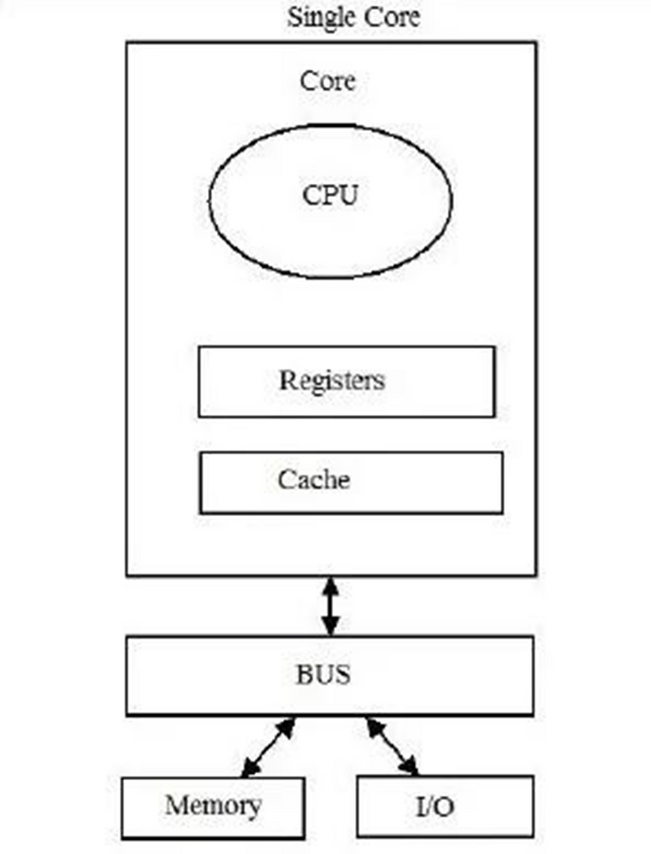 Single Core
Core
CPU
Registers
Cache
BUS
Memory
I/O